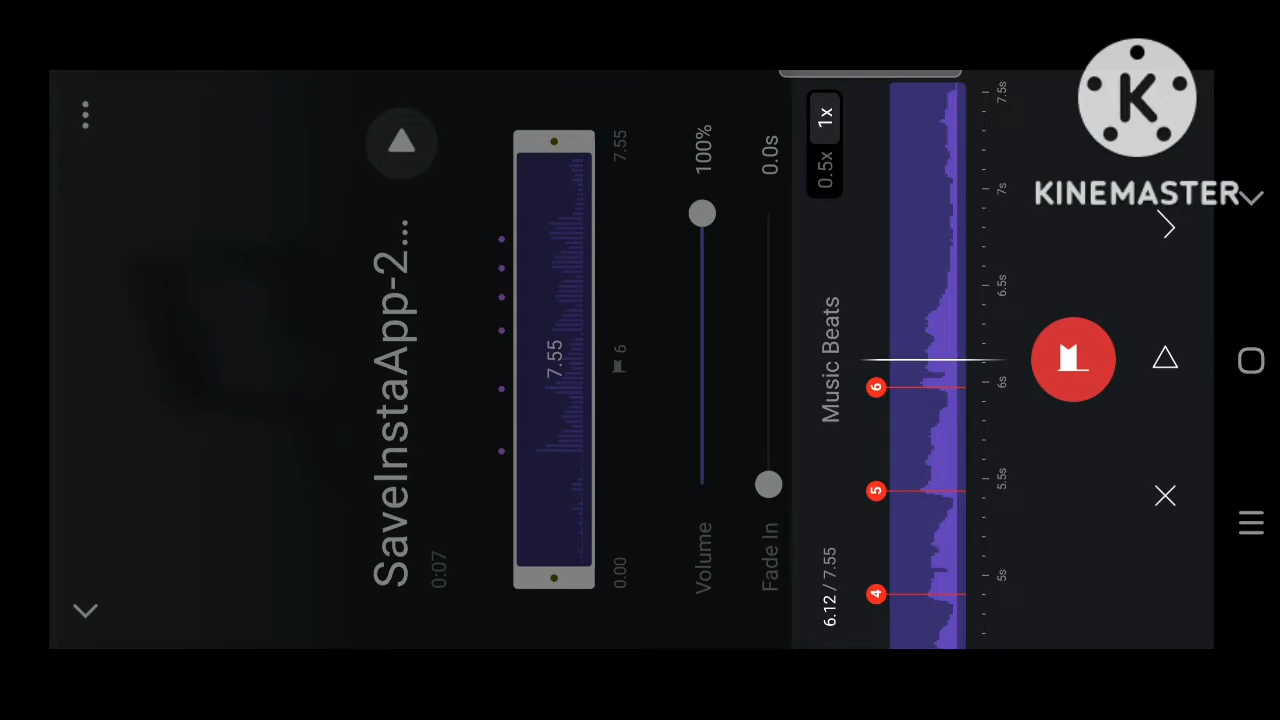 SaveInstaApp-2...
0:07
7.55
0.00
6
7.55
Volume
100%
Fade In
0.0s
6.12 / 7.55
Music Beats
0.5x
1x
4
5
6
5s
5.5s
6s
6.5s
7s
7.5s
K
KINEMASTER